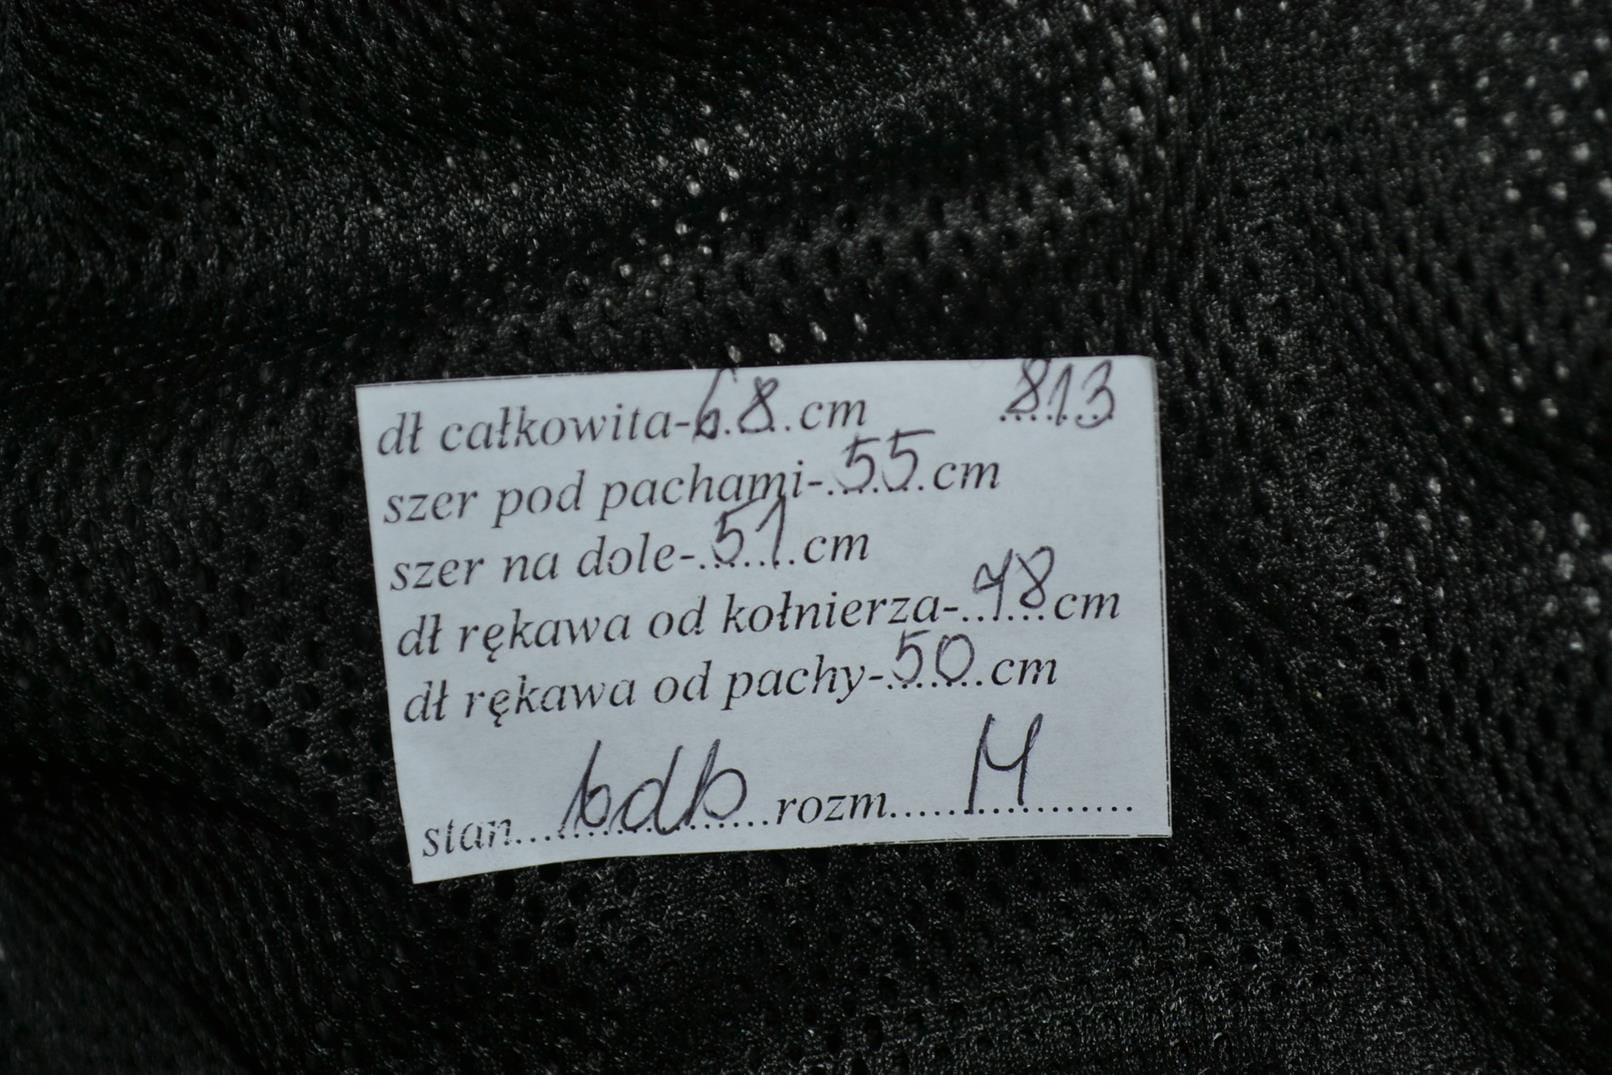 dł całkowita-68.cm 813
szer pod pachami-.55.cm
szer na dole-.51.cm
dł rękawa od kołnierza-.78cm
dł rękawa od pachy-50.cm
stan...bdb...rozm.....M.......